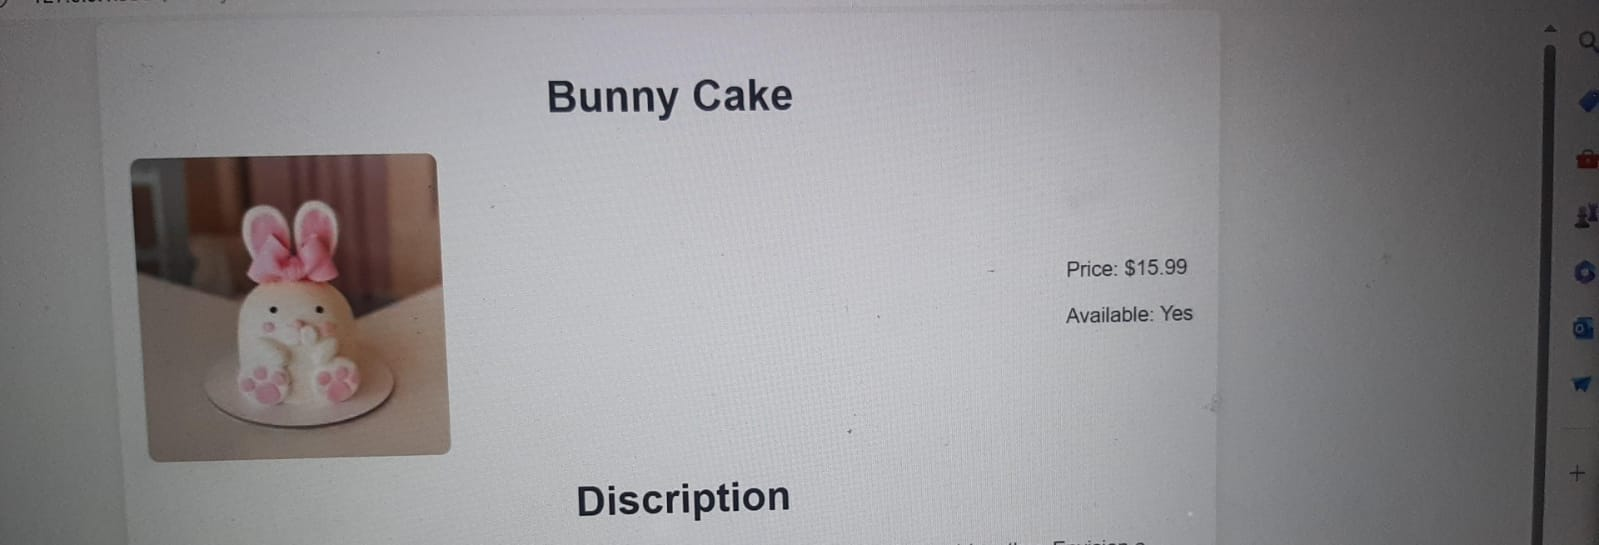 Bunny Cake
Price: $15.99
Available: Yes
Discription